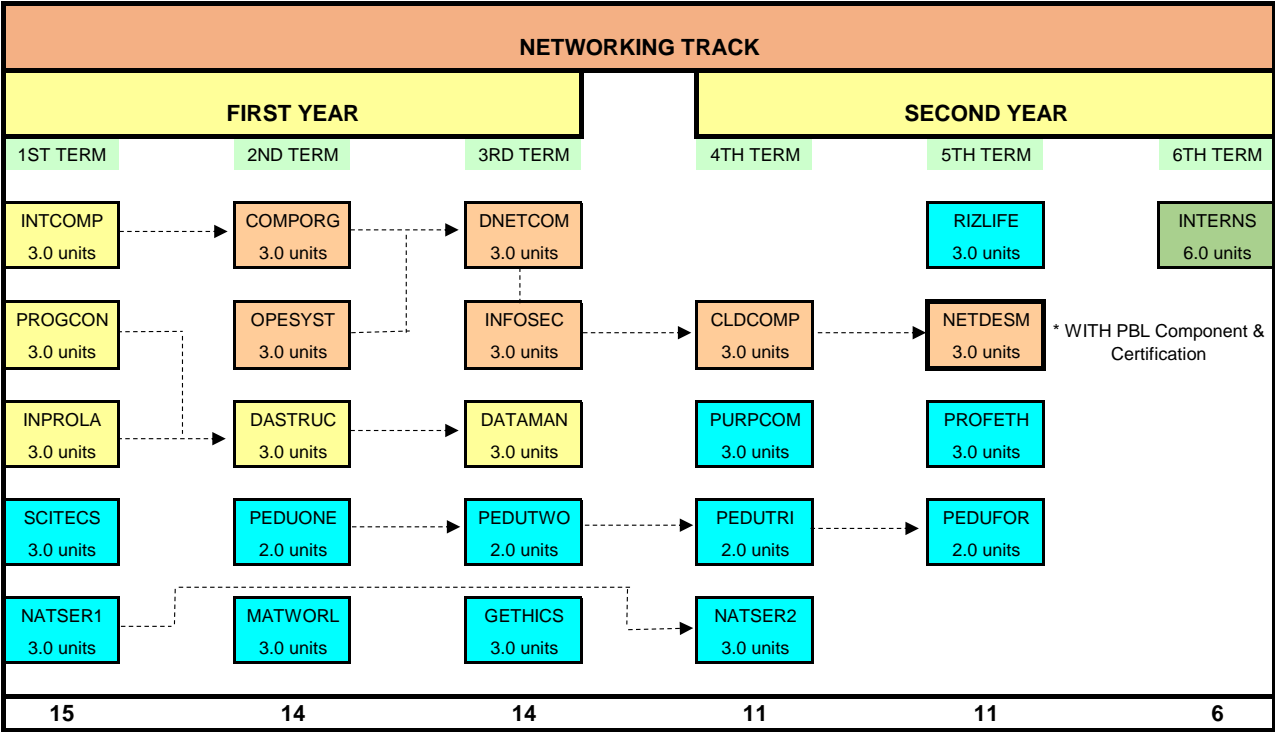 NETWORKING TRACK
FIRST YEAR
SECOND YEAR
1ST TERM
2ND TERM
3RD TERM
4TH TERM
5TH TERM
6TH TERM
INTCOMP
3.0 units
COMPORG
3.0 units
DNETCOM
3.0 units
RIZLIFE
3.0 units
INTERNS
6.0 units
PROGCON
3.0 units
OPESYST
3.0 units
INFOSEC
3.0 units
CLDCOMP
3.0 units
NETDESM
3.0 units
* WITH PBL Component &
Certification
INPROLA
3.0 units
DASTRUC
3.0 units
DATAMAN
3.0 units
PURPCOM
3.0 units
PROFETH
3.0 units
SCITECS
3.0 units
PEDUONE
2.0 units
PEDUTWO
2.0 units
PEDUTRI
2.0 units
PEDUFOR
2.0 units
NATSER1
3.0 units
MATWORL
3.0 units
GETHICS
3.0 units
NATSER2
3.0 units
15
14
14
11
11
6